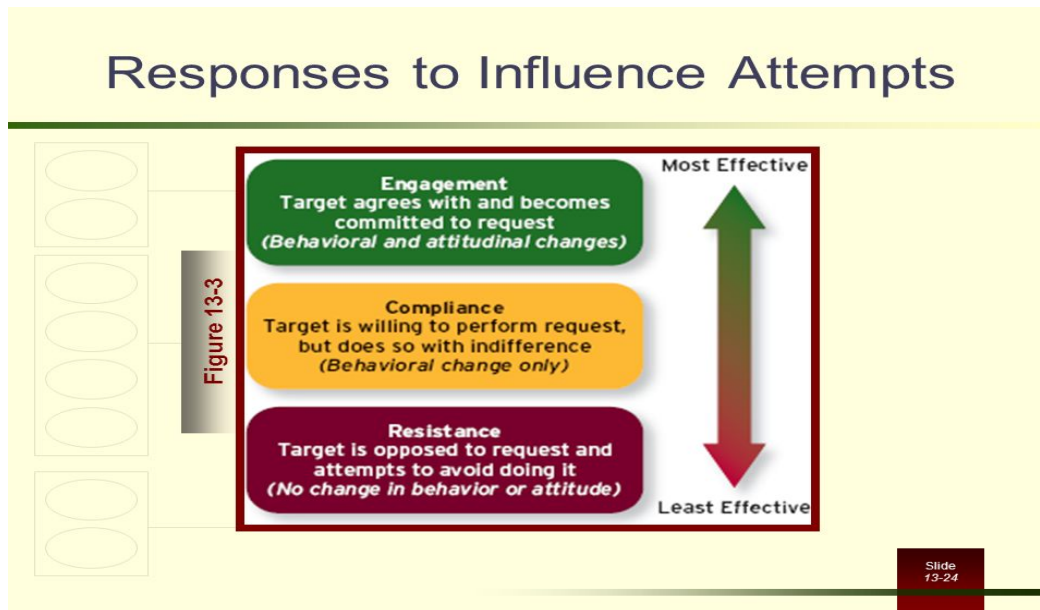 Responses to Influence Attempts
Figure 13-3
Engagement
Target agrees with and becomes
committed to request
(Behavioral and attitudinal changes)
Compliance
Target is willing to perform request,
but does so with indifference
(Behavioral change only)
Resistance
Target is opposed to request and
attempts to avoid doing it
(No change in behavior or attitude)
Most Effective
Least Effective
Slide
13-24